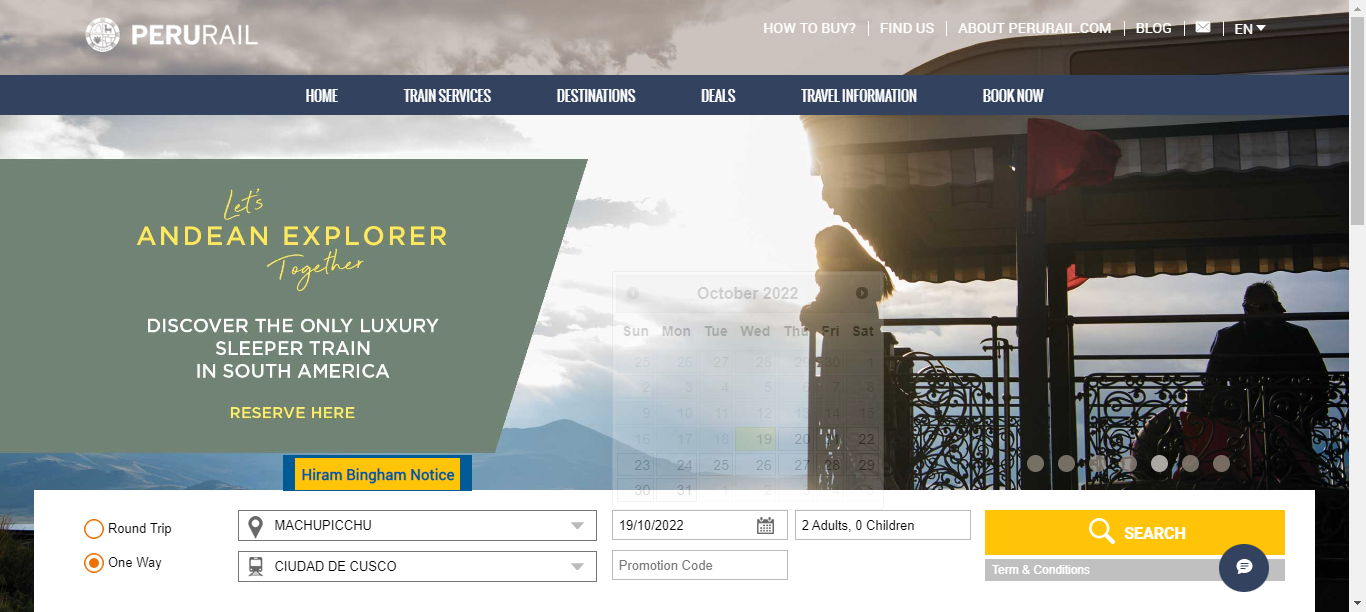 PERURAIL
HOW TO BUY?
FIND US
ABOUT PERURAIL.COM
BLOG
EN
HOME
TRAIN SERVICES
DESTINATIONS
DEALS
TRAVEL INFORMATION
BOOK NOW
Let's
ANDEAN EXPLORER
Together
DISCOVER THE ONLY LUXURY
SLEEPER TRAIN
IN SOUTH AMERICA
RESERVE HERE
October 2022
Sun Mon Tue Wed Thu Fri Sat
25 26 27 28 29 30 1
2 3 4 5 6 7 8
9 10 11 12 13 14 15
16 17 18 19 20 21 22
23 24 25 26 27 28 29
30 31 1 2 3 4 5
Hiram Bingham Notice
Round Trip
One Way
MACHUPICCHU
CIUDAD DE CUSCO
19/10/2022
2 Adults, 0 Children
Promotion Code
SEARCH
Term & Conditions